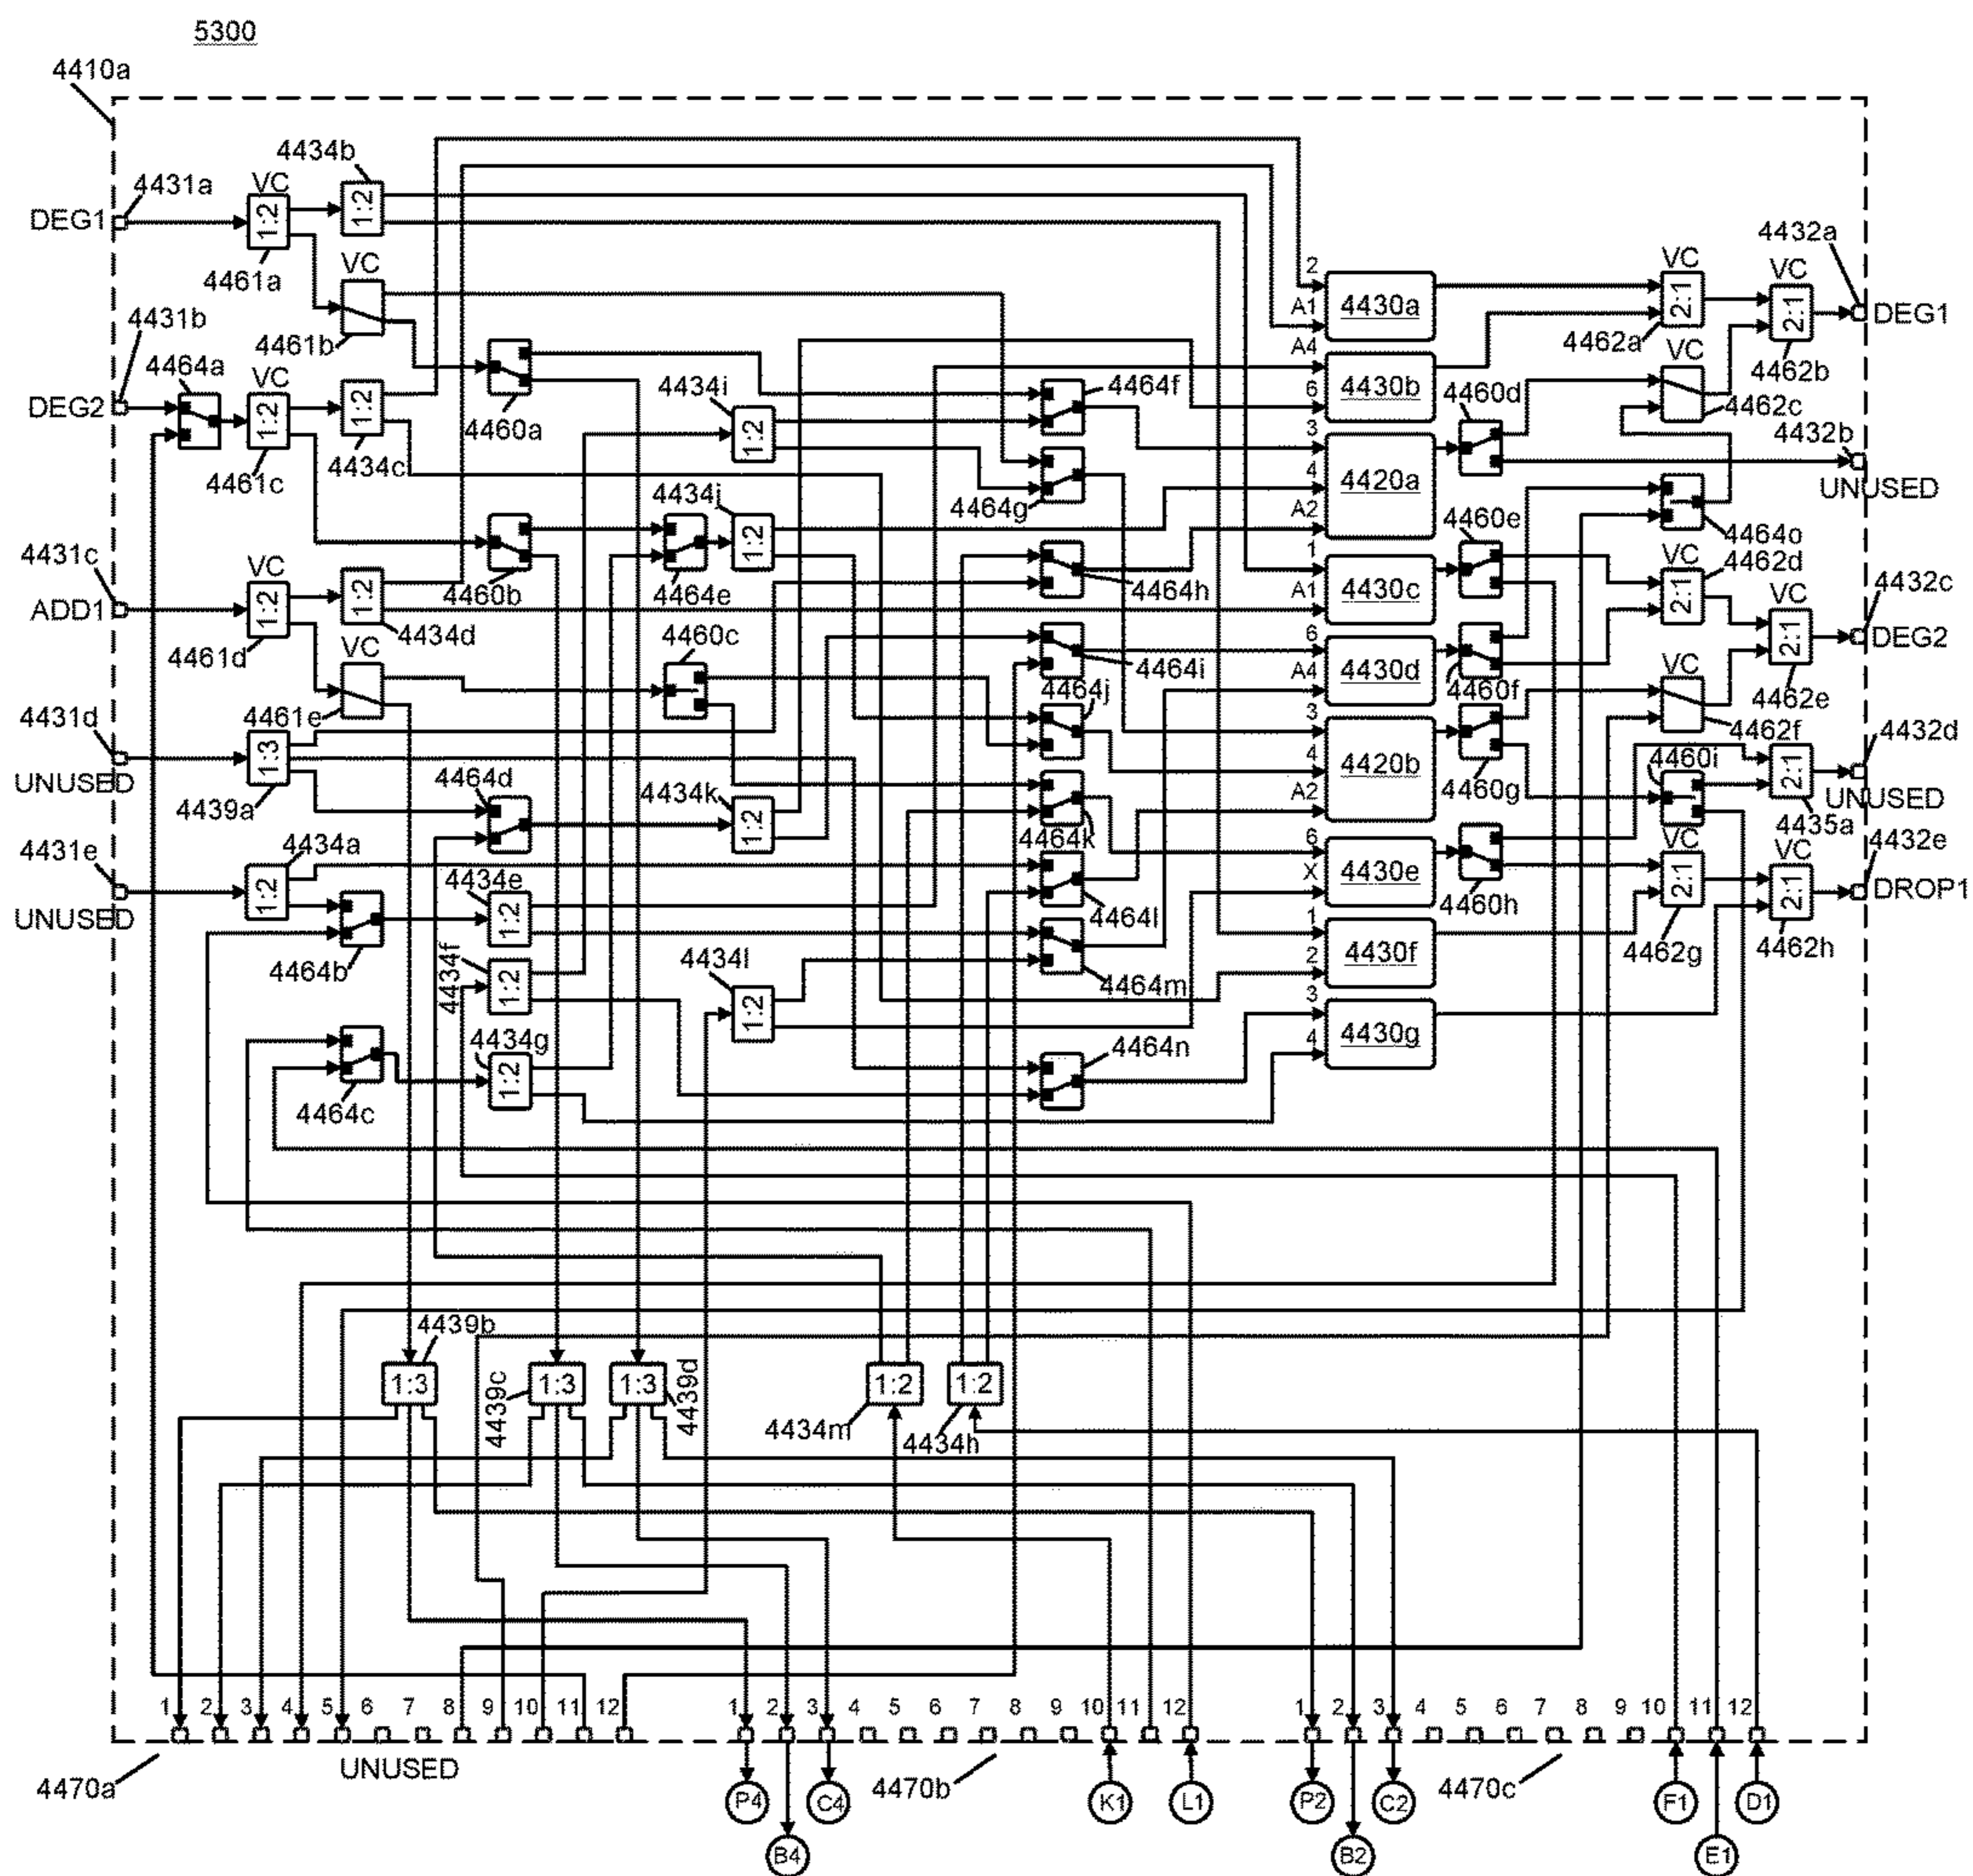 5300
4410a
4434b
4431a
VC
1:2
1:2
DEG1
4461a
VC
4432a
VC
VC
2
4430a
2:1
2:1
DEG1
A1
4431b
4461b
4462a
4464a
VC
4434i
4464f
A4
4430b
VC
4462b
DEG2
1:2
1:2
4460a
6
4460d
4462c
4434c
1:2
3
4432b
4461c
4420a
4
4434j
4464g
UNUSED
A2
4460e
4464o
4431c
VC
1:2
1
VC
4462d
4432c
1:2
4460b
4464e
4464h
4430c
2:1
VC
ADD1
1:2
A1
4434d
4460c
2:1
DEG2
4461d
VC
6
4430d
4464i
A4
4460f
VC
4431d
4461e
4464j
3
4462e
1:3
4420b
4462f
4432d
4
4460i
UNUSED
4439a
4464d
4434k
A2
4460g
2:1
UNUSED
1:2
4464k
VC
4435a
4431e
4434a
6
4430e
VC
4432e
1:2
4434e
X
2:1
2:1
DROP1
UNUSED
1:2
4464l
4460h
1
4464b
4434f
4434l
4430f
4462g
4462h
1:2
2
4464m
1:2
3
4430g
4434g
4464n
4
1:2
4464c
4439b
1:3
4439c
1:3
1:3
4439d
1:2
1:2
4434m
4434h
1 2 3 4 5 6 7 8 9 10 11 12
1 2 3 4 5 6 7 8 9 10 11 12
1 2 3 4 5 6 7 8 9 10 11 12
UNUSED
4470a
4470b
4470c
P4
C4
K1
L1
P2
C2
F1
D1
B4
B2
E1